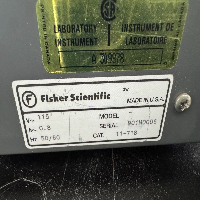 LABORATORY INSTRUMENT
INSTRUMENT DE LABORATOIRE
Fisher Scientific
MADE IN U.S.A.
V~ 115
MODEL
A~ 0.8
SERIAL
Hz 50/60
CAT. 11-718